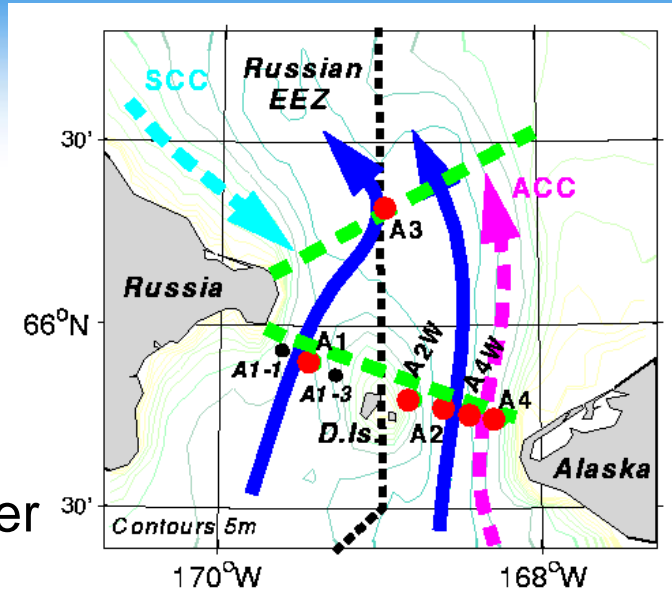 SCC
Russian
EEZ
30'
ACC
A3
Russia
66°N
A1
A2W
A4W
A1-1
A1-3
A4
D.Is.
A2
Alaska
er
30'
Contours 5m
170°W
168°W